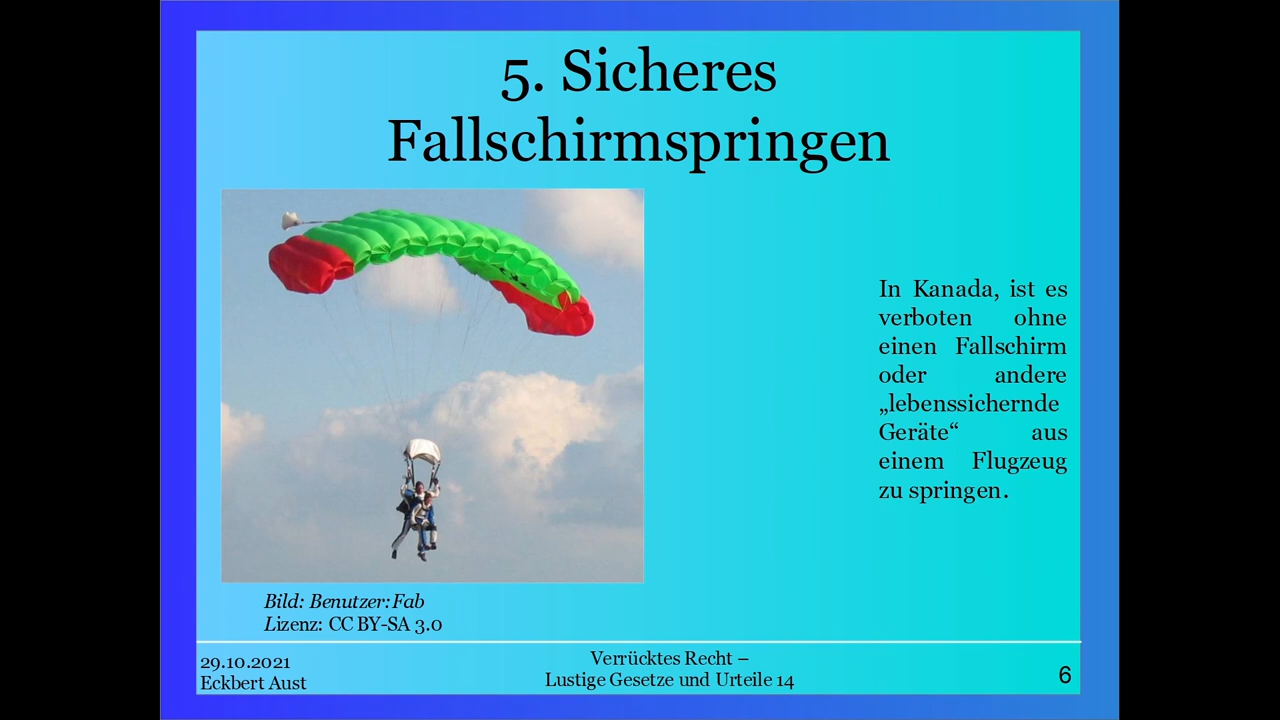 5. Sicheres
Fallschirmspringen
In Kanada, ist es
verboten ohne
einen Fallschirm
oder andere
„lebenssichernde
Geräte“ aus
einem Flugzeug
zu springen.
Bild: Benutzer:Fab
Lizenz: CC BY-SA 3.0
29.10.2021
Eckbert Aust
Verrücktes Recht –
Lustige Gesetze und Urteile 14
6